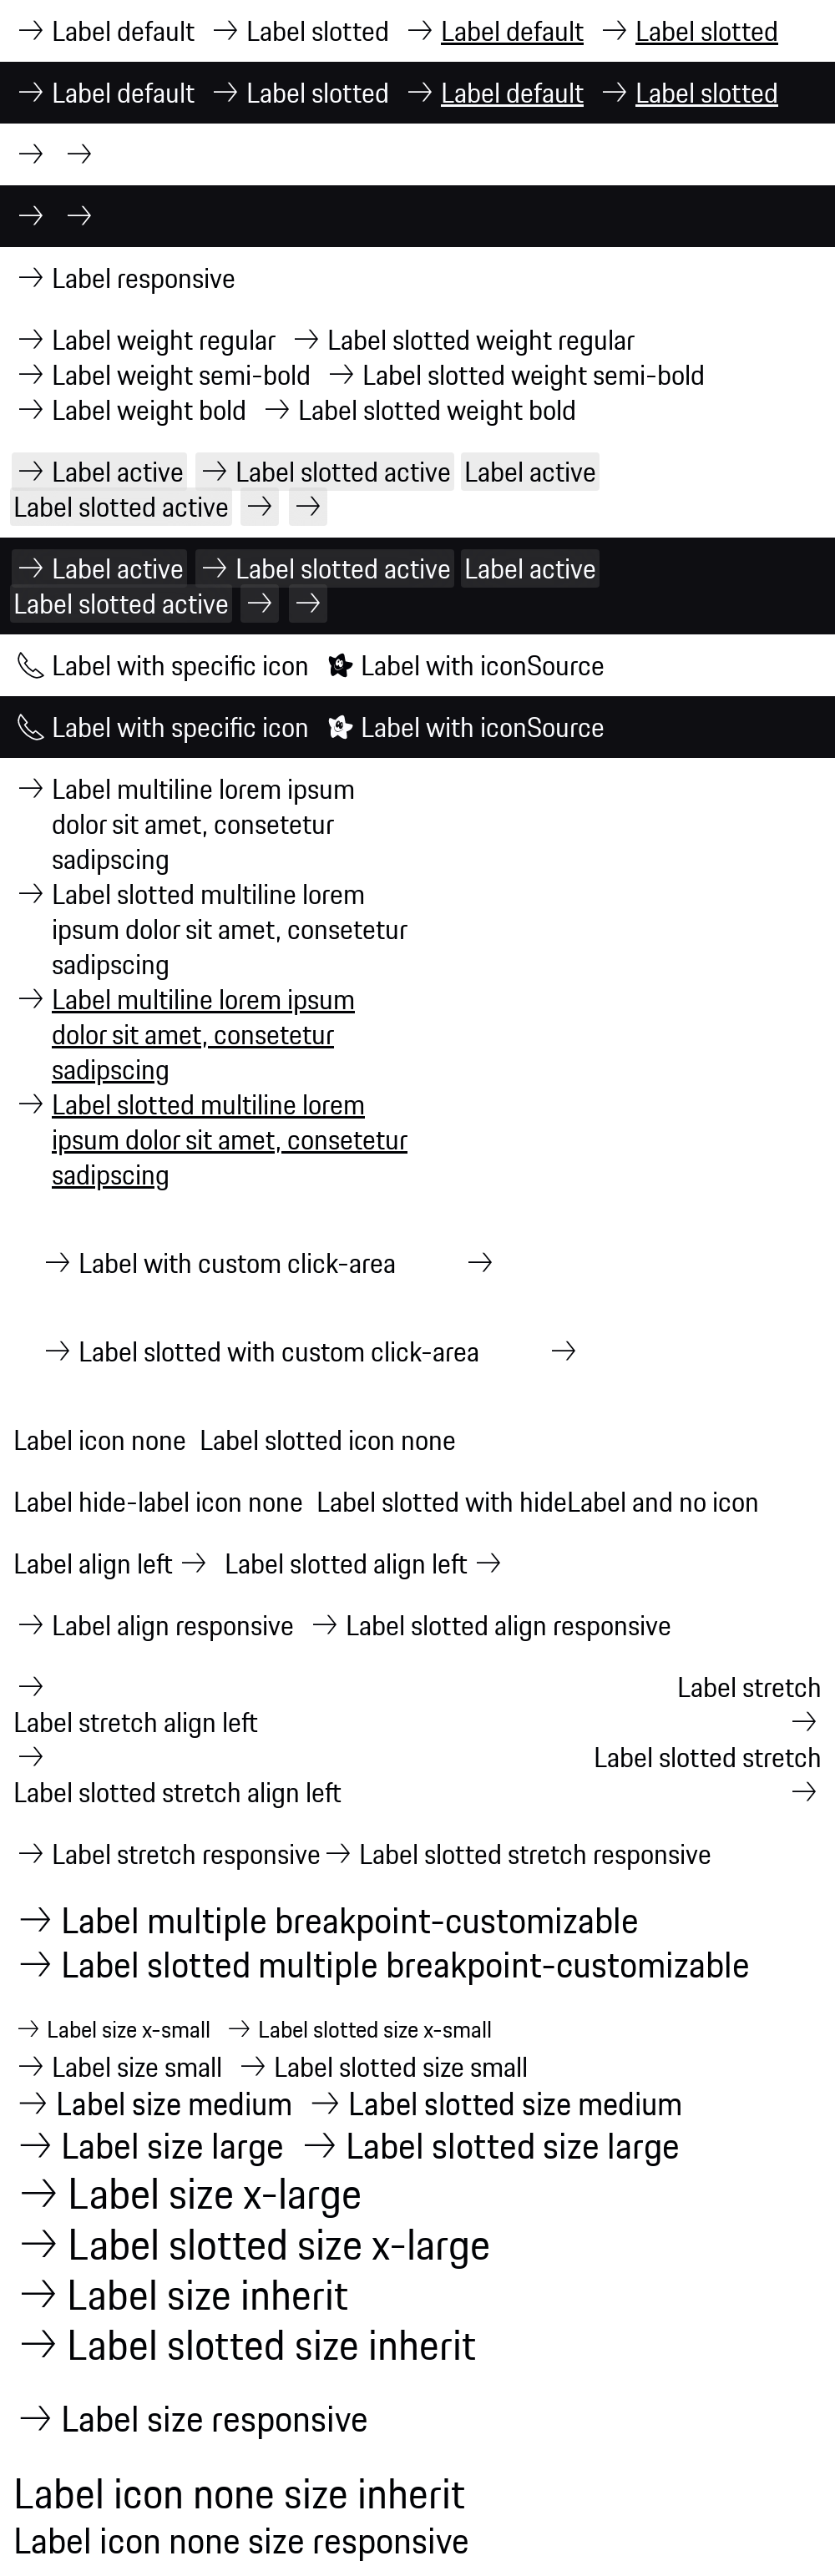 Label default Label slotted Label default Label slotted
Label default Label slotted Label default Label slotted
Label responsive
Label weight regular Label slotted weight regular
Label weight semi-bold Label slotted weight semi-bold
Label weight bold Label slotted weight bold
Label active Label slotted active Label active
Label slotted active
Label active Label slotted active Label active
Label slotted active
Label with specific icon Label with iconSource
Label with specific icon Label with iconSource
Label multiline lorem ipsum
dolor sit amet, consetetur
sadipscing
Label slotted multiline lorem
ipsum dolor sit amet, consetetur
sadipscing
Label multiline lorem ipsum
dolor sit amet, consetetur
sadipscing
Label slotted multiline lorem
ipsum dolor sit amet, consetetur
sadipscing
Label with custom click-area
Label slotted with custom click-area
Label icon none Label slotted icon none
Label hide-label icon none Label slotted with hideLabel and no icon
Label align left Label slotted align left
Label align responsive Label slotted align responsive
Label stretch
Label stretch align left
Label slotted stretch
Label slotted stretch align left
Label stretch responsive Label slotted stretch responsive
Label multiple breakpoint-customizable
Label slotted multiple breakpoint-customizable
Label size x-small Label slotted size x-small
Label size small Label slotted size small
Label size medium Label slotted size medium
Label size large Label slotted size large
Label size x-large
Label slotted size x-large
Label size inherit
Label slotted size inherit
Label size responsive
Label icon none size inherit
Label icon none size responsive